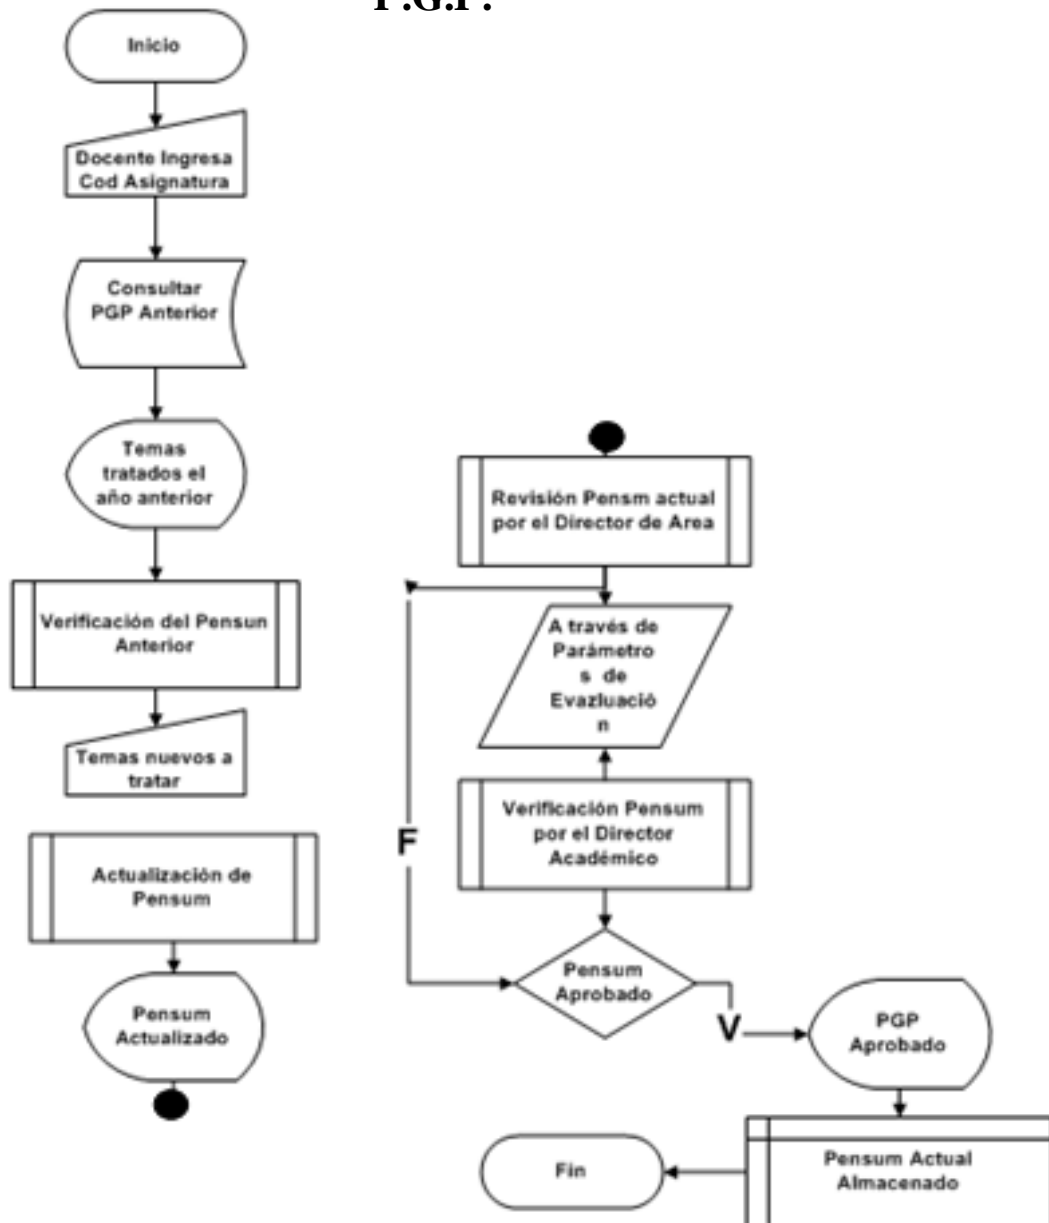 P.G.P.
Inicio
Docente Ingresa
Cod Asignatura
Consultar
PGP Anterior
Temas
tratados el
año anterior
Verificación del Pensun
Anterior
Temas nuevos a
tratar
Actualización de
Pensum
Pensum
Actualizado
Revisión Pensm actual
por el Director de Area
A través de
Parámetro
s de
Evazluació
n
Verificación Pensum
por el Director
Académico
F
Pensum
Aprobado
V
PGP
Aprobado
Pensum Actual
Almacenado
Fin